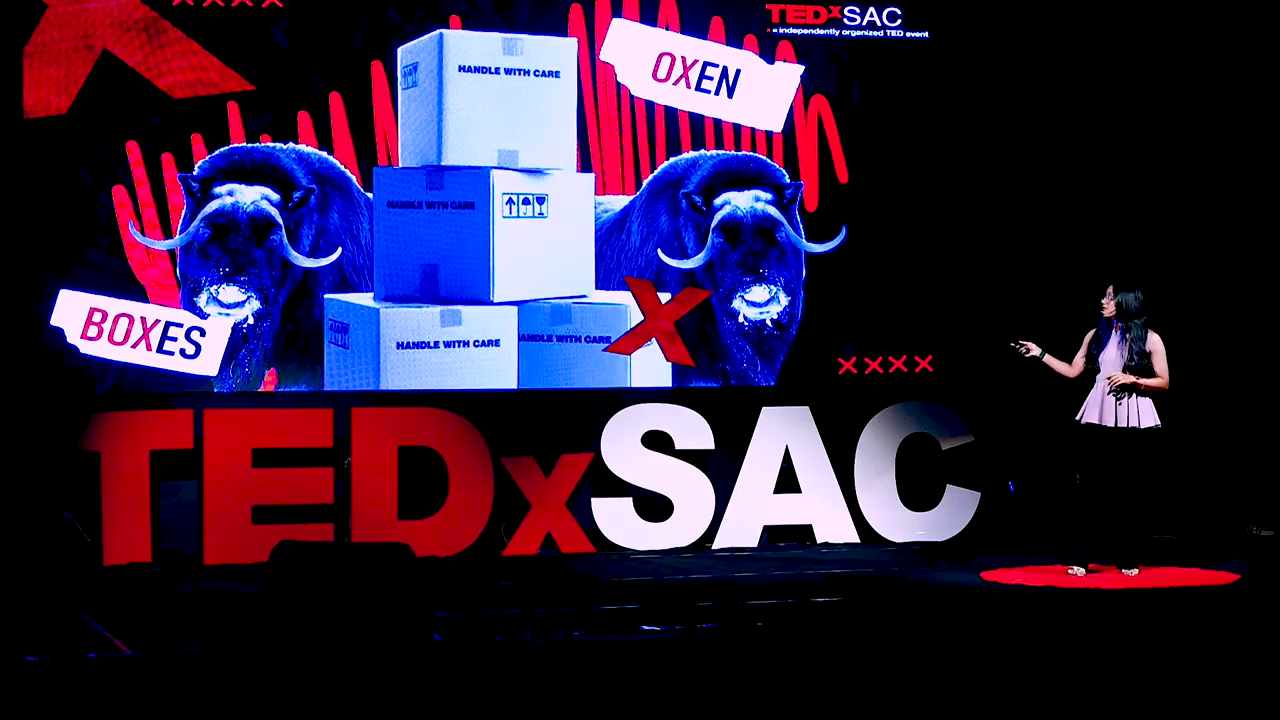 TEDxSAC
x = independently organized TED event
OXEN
HANDLE WITH CARE
HANDLE WITH CARE
BOXES
HANDLE WITH CARE
HANDLE WITH CARE
TEDxSAC